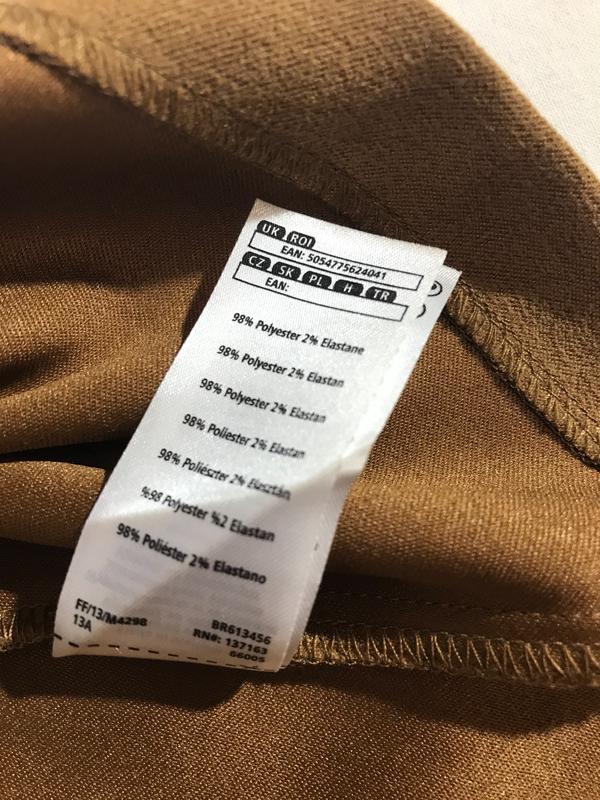 UK ROI
EAN: 5054775624041
CZ SK PL H TR
EAN:
98% Polyester 2% Elastane
98% Polyester 2% Elastan
98% Polyester 2% Elastan
98% Poliester 2% Elastan
98% Poliészter 2% Elasztán
%98 Polyester %2 Elastan
98% Poliéster 2% Elastano
FF/13/M4298
13A
BR613456
RN#: 137163
66005